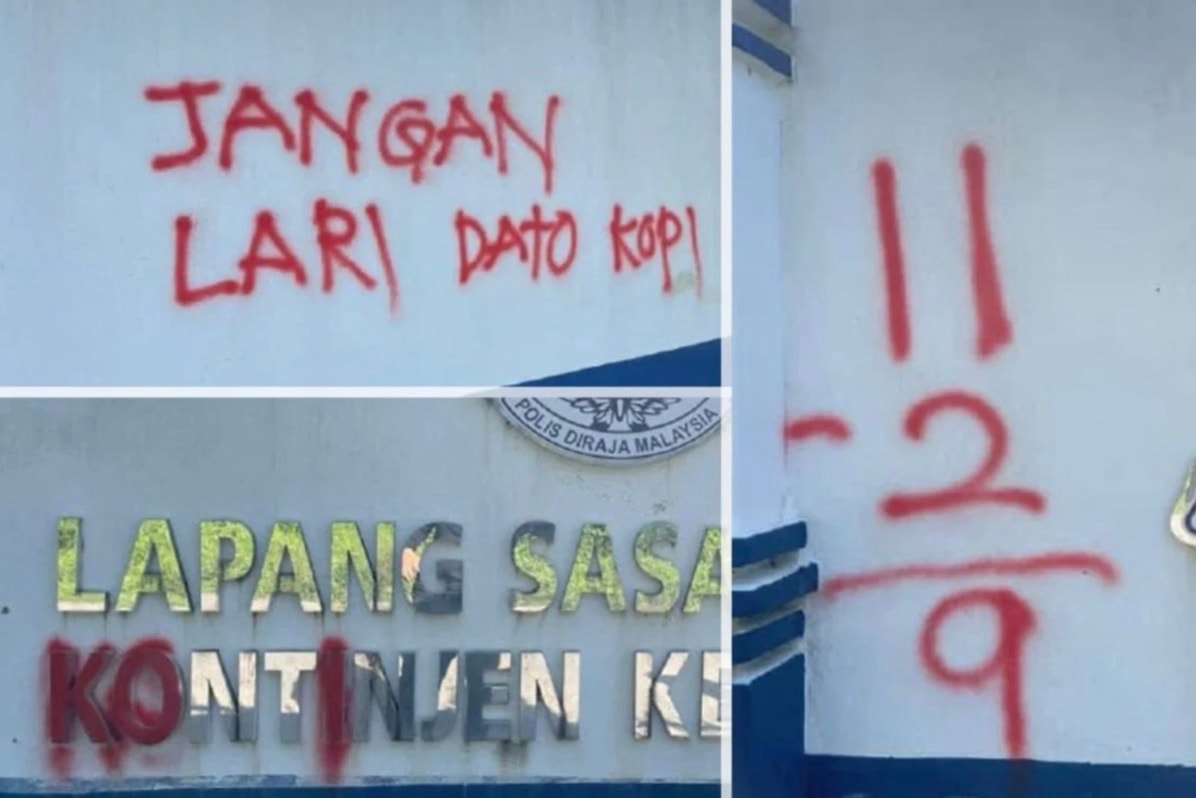 JANGAN
LARI DATO KOPI
POLIS DIRAJA MALAYSIA
LAPANG SASA
KONTINJEN KE
11
- 2
9